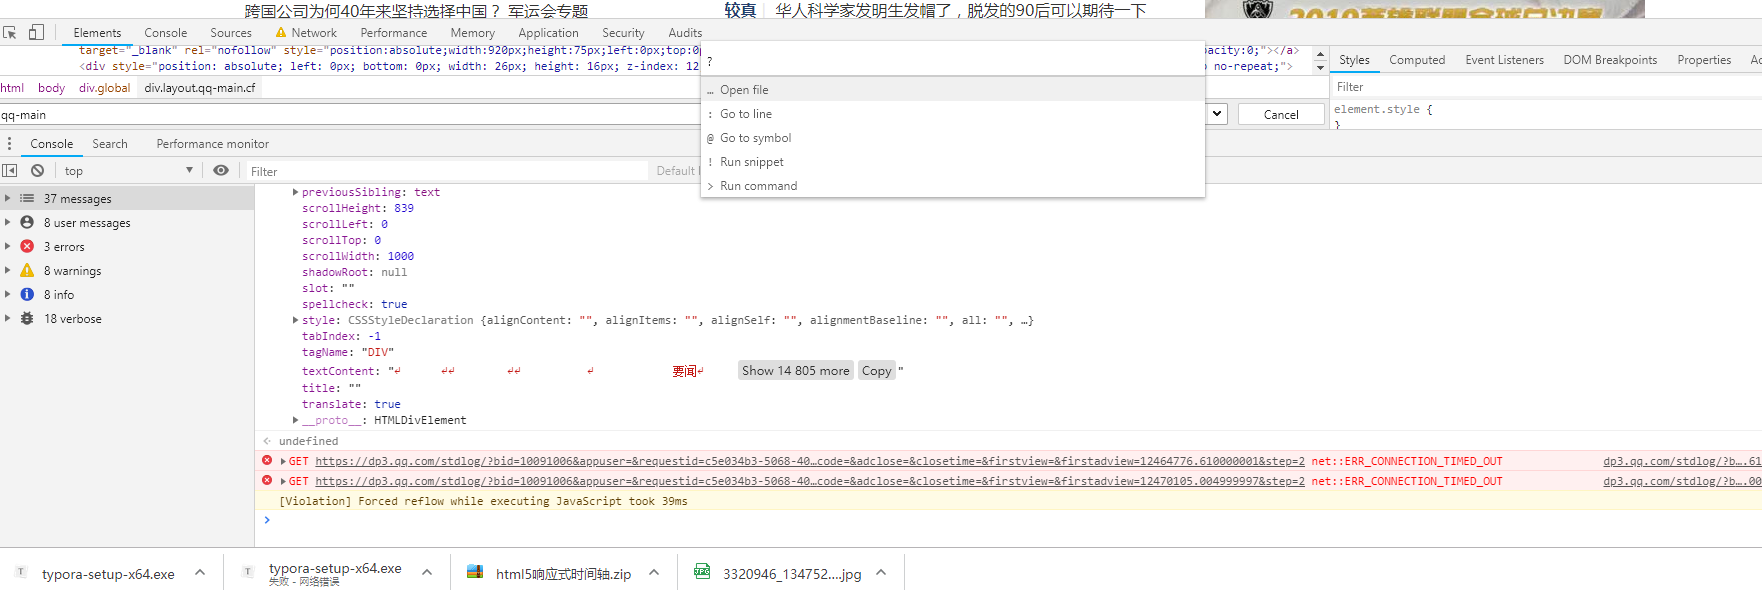 跨国公司为何40年来坚持选择中国？ 军运会专题
较真 华人科学家发明生发帽了，脱发的90后可以期待一下
Elements Console Sources Network Performance Memory Application Security Audits
target="_blank" rel="nofollow" style="position:absolute;width:920px;height:75px;left:0px;top:0p
pacity:0;"></a>
<div style="position: absolute; left: 0px; bottom: 0px; width: 26px; height: 16px; z-index: 12
no-repeat;">
html body div.global div.layout.qq-main.cf
qq-main
Cancel
?
… Open file
: Go to line
@ Go to symbol
! Run snippet
> Run command
Styles Computed Event Listeners DOM Breakpoints Properties Ac
Filter
element.style {
}
Console Search Performance monitor
top
Filter
Default
37 messages
8 user messages
3 errors
8 warnings
8 info
18 verbose
previousSibling: text
scrollHeight: 839
scrollLeft: 0
scrollTop: 0
scrollWidth: 1000
shadowRoot: null
slot: ""
spellcheck: true
style: CSSStyleDeclaration {alignContent: "", alignItems: "", alignSelf: "", alignmentBaseline: "", all: "", …}
tabIndex: -1
tagName: "DIV"
textContent: "↵ ↵↵ ↵↵ ↵ 要闻↵ Show 14 805 more Copy "
title: ""
translate: true
__proto__: HTMLDivElement
undefined
GET https://dp3.qq.com/stdlog/?bid=10091006&appuser=&requestid=c5e034b3-5068-40…code=&adclose=&closetime=&firstview=&firstadview=12464776.610000001&step=2 net::ERR_CONNECTION_TIMED_OUT dp3.qq.com/stdlog/?b….61
GET https://dp3.qq.com/stdlog/?bid=10091006&appuser=&requestid=c5e034b3-5068-40…code=&adclose=&closetime=&firstview=&firstadview=12470105.004999997&step=2 net::ERR_CONNECTION_TIMED_OUT dp3.qq.com/stdlog/?b….00
[Violation] Forced reflow while executing JavaScript took 39ms
typora-setup-x64.exe
typora-setup-x64.exe
失败 - 网络错误
html5响应式时间轴.zip
3320946_134752....jpg